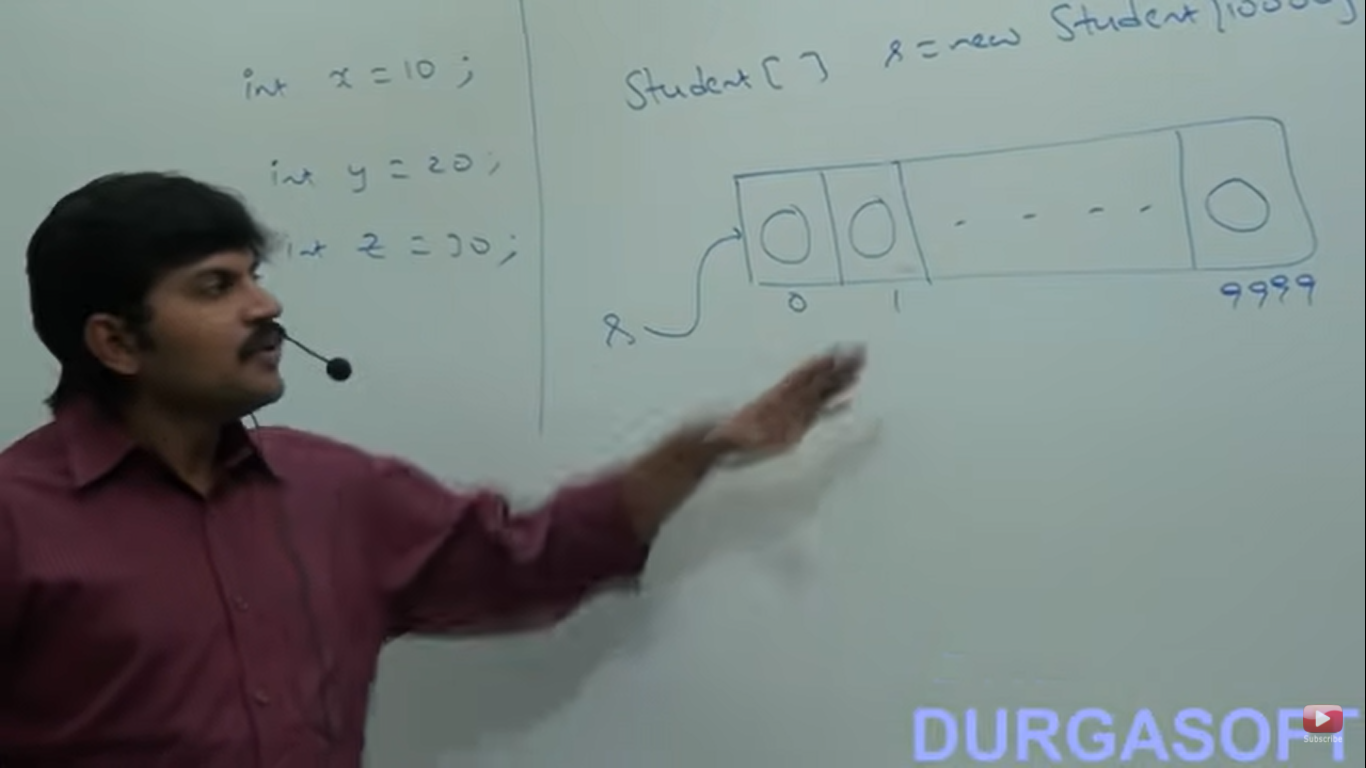 int x = 10 ;
int y = 20 ;
int z = 30 ;
Student [ ] s = new Student [10000]
s
0 1 - - - - 9999
DURGASOFT
Subscribe